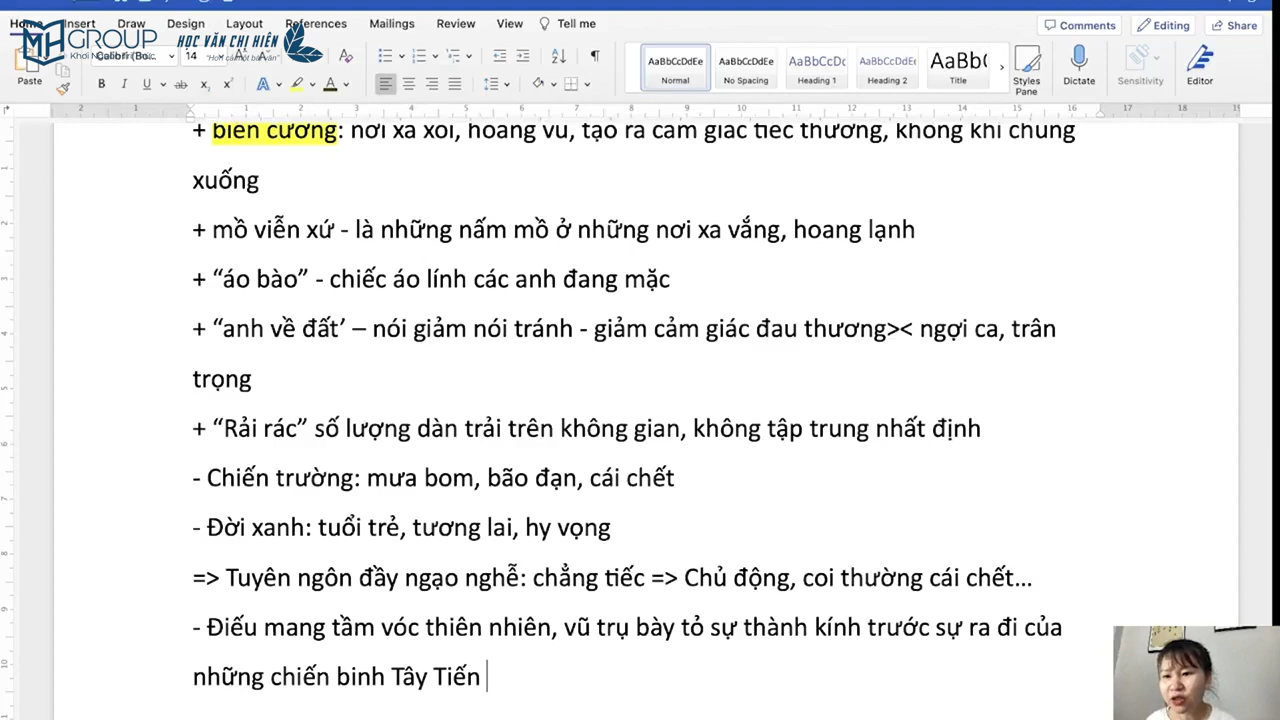 Home Insert Draw Design Layout References Mailings Review View Tell me Comments Editing Share
MH GROUP
HỌC VĂN CHỊ HIÊN
Calibri (Bo... 14
Paste
AaBbCcDdEe AaBbCcDdEe AaBbCcDc AaBbCcDdEe AaBb(
Normal No Spacing Heading 1 Heading 2 Title Styles Pane Dictate Sensitivity Editor
+ biên cương: nơi xa xôi, hoang vu, tạo ra cảm giác tiếc thương, không khí chùng
xuống
+ mồ viễn xứ - là những nấm mồ ở những nơi xa vắng, hoang lạnh
+ “áo bào” - chiếc áo lính các anh đang mặc
+ “anh về đất’ – nói giảm nói tránh - giảm cảm giác đau thương>< ngợi ca, trân
trọng
+ “Rải rác” số lượng dàn trải trên không gian, không tập trung nhất định
- Chiến trường: mưa bom, bão đạn, cái chết
- Đời xanh: tuổi trẻ, tương lai, hy vọng
=> Tuyên ngôn đầy ngạo nghễ: chẳng tiếc => Chủ động, coi thường cái chết...
- Điếu mang tầm vóc thiên nhiên, vũ trụ bày tỏ sự thành kính trước sự ra đi của
những chiến binh Tây Tiến